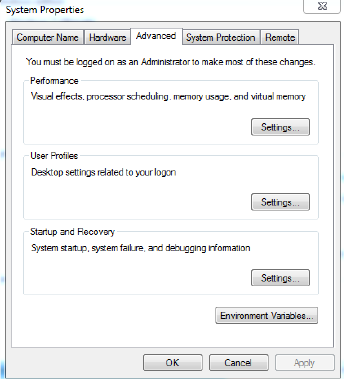 System Properties
Computer Name Hardware Advanced System Protection Remote
You must be logged on as an Administrator to make most of these changes.
Performance
Visual effects, processor scheduling, memory usage, and virtual memory
Settings...
User Profiles
Desktop settings related to your logon
Settings...
Startup and Recovery
System startup, system failure, and debugging information
Settings...
Environment Variables...
OK Cancel Apply